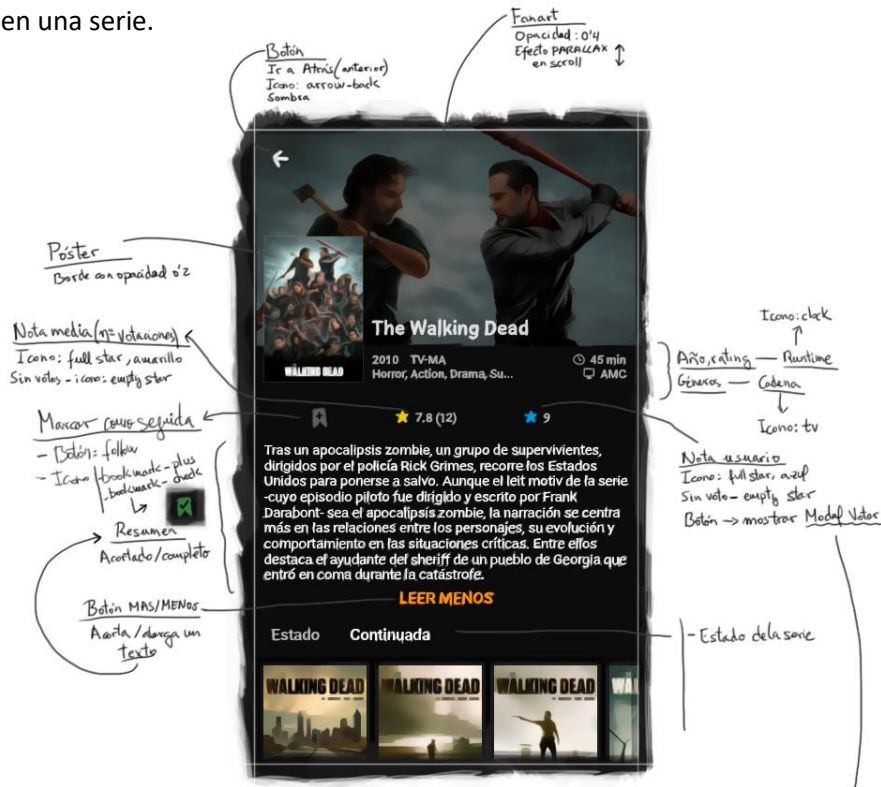 en una serie.
Fanart
Opacidad: 0'4
Efecto PARALLAX
en scroll
Botón
Ir a Atrás (anterior)
Icono: arrow-back
Sombra
Póster
Borde con opacidad 0'2
Nota media (nº votaciones)
Icono: full star, amarillo
Sin votos - icono: empty star
Marcar como seguida
- Botón: follow
- Icono bookmark-plus
bookmark-check
Resumen
Acortado/completo
Botón MAS/MENOS
Acorta/alarga un
texto
WALKING DEAD
The Walking Dead
2010 TV-MA
45 min
Horror, Action, Drama, Su...
AMC
7.8 (12)
9
Tras un apocalipsis zombie, un grupo de supervivientes,
dirigidos por el policía Rick Grimes, recorre los Estados
Unidos para ponerse a salvo. Aunque el leit motiv de la serie
-cuyo episodio piloto fue dirigido y escrito por Frank
Darabont- sea el apocalipsis zombie, la narración se centra
más en las relaciones entre los personajes, su evolución y
comportamiento en las situaciones críticas. Entre ellos
destaca el ayudante del sheriff de un pueblo de Georgia que
entró en coma durante la catástrofe.
LEER MENOS
Estado Continuada
WALKING DEAD
WALKING DEAD
WALKING DEAD
WAL
Icono: clock
Año, rating — Runtime
Géneros — Cadena
Icono: tv
Nota usuario
Icono: full star, azul
Sin voto - empty star
Botón → mostrar Modal Votar
- Estado de la serie